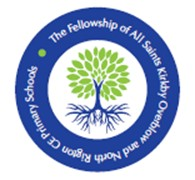 The Fellowship of All Saints Kirkby Overblow and North Rigton CE Primary Schools